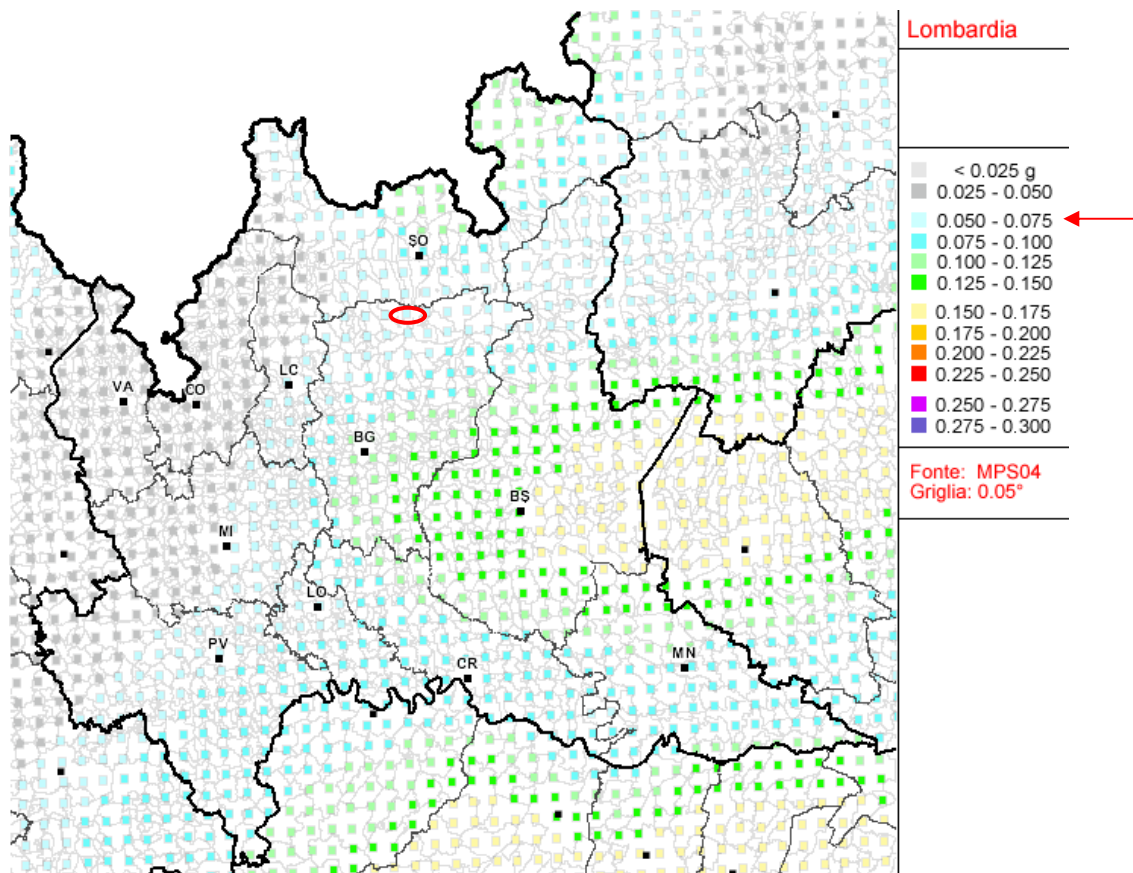 Lombardia
< 0.025 g
0.025 - 0.050
0.050 - 0.075
0.075 - 0.100
0.100 - 0.125
0.125 - 0.150
0.150 - 0.175
0.175 - 0.200
0.200 - 0.225
0.225 - 0.250
0.250 - 0.275
0.275 - 0.300
Fonte: MPS04
Griglia: 0.05°
SO
LC
VA
CO
BG
BS
MI
LO
PV
CR
MN